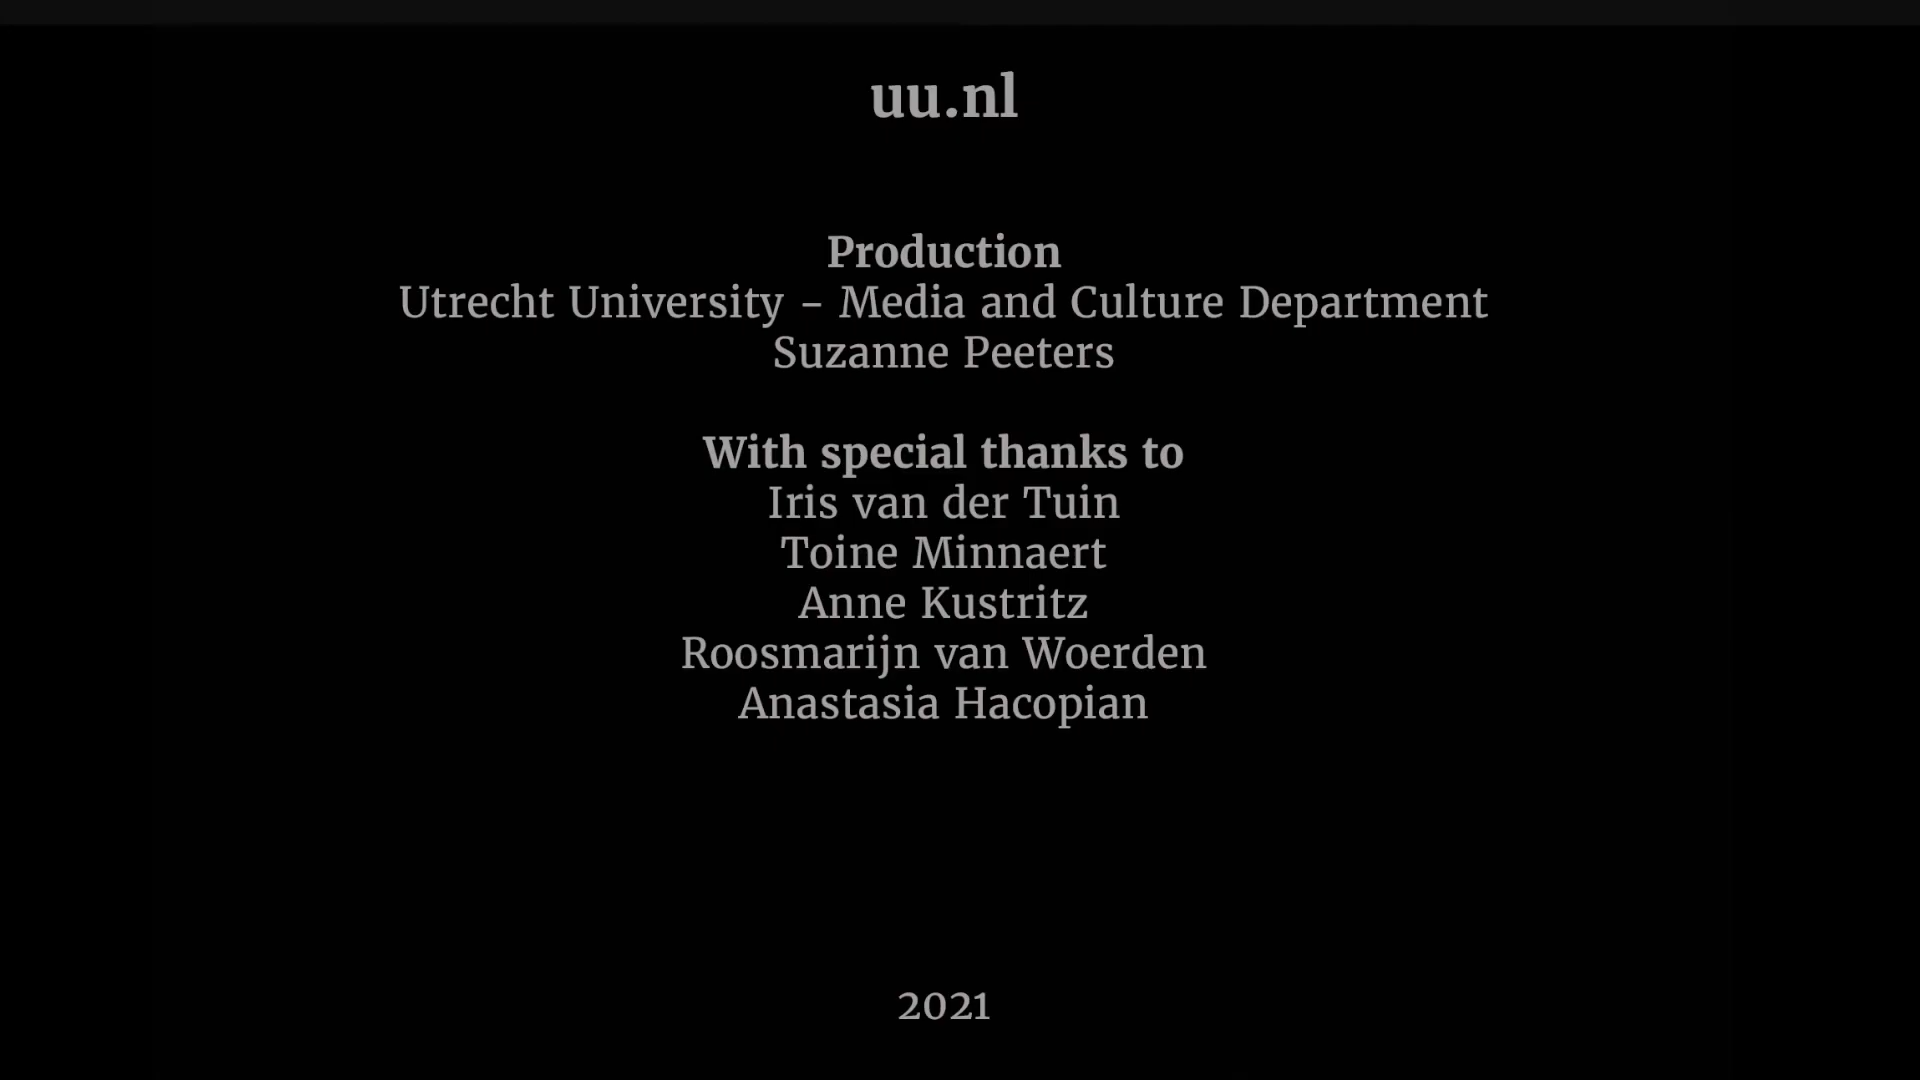 uu.nl
Production
Utrecht University – Media and Culture Department
Suzanne Peeters
With special thanks to
Iris van der Tuin
Toine Minnaert
Anne Kustritz
Roosmarijn van Woerden
Anastasia Hacopian
2021